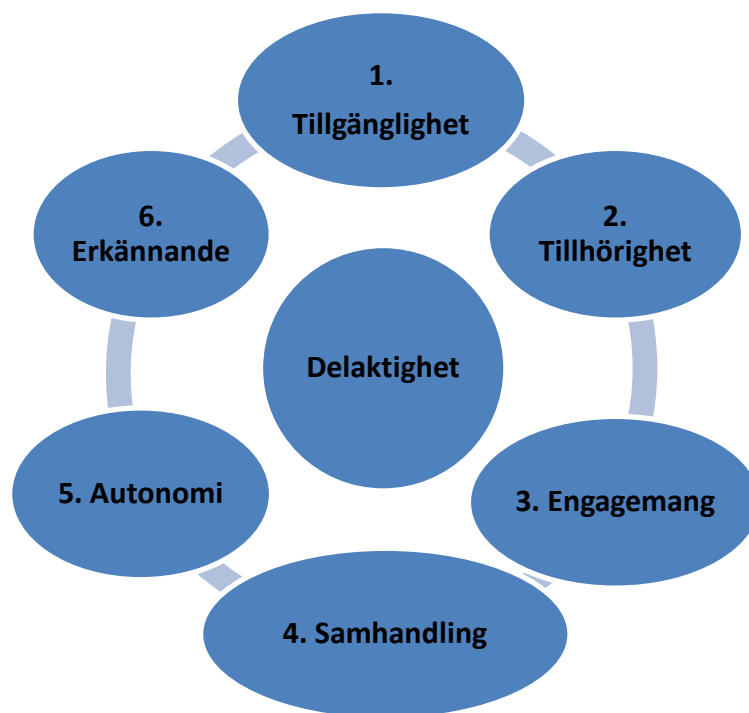 1.
Tillgänglighet
2.
Tillhörighet
3. Engagemang
4. Samhandling
5. Autonomi
6.
Erkännande
Delaktighet